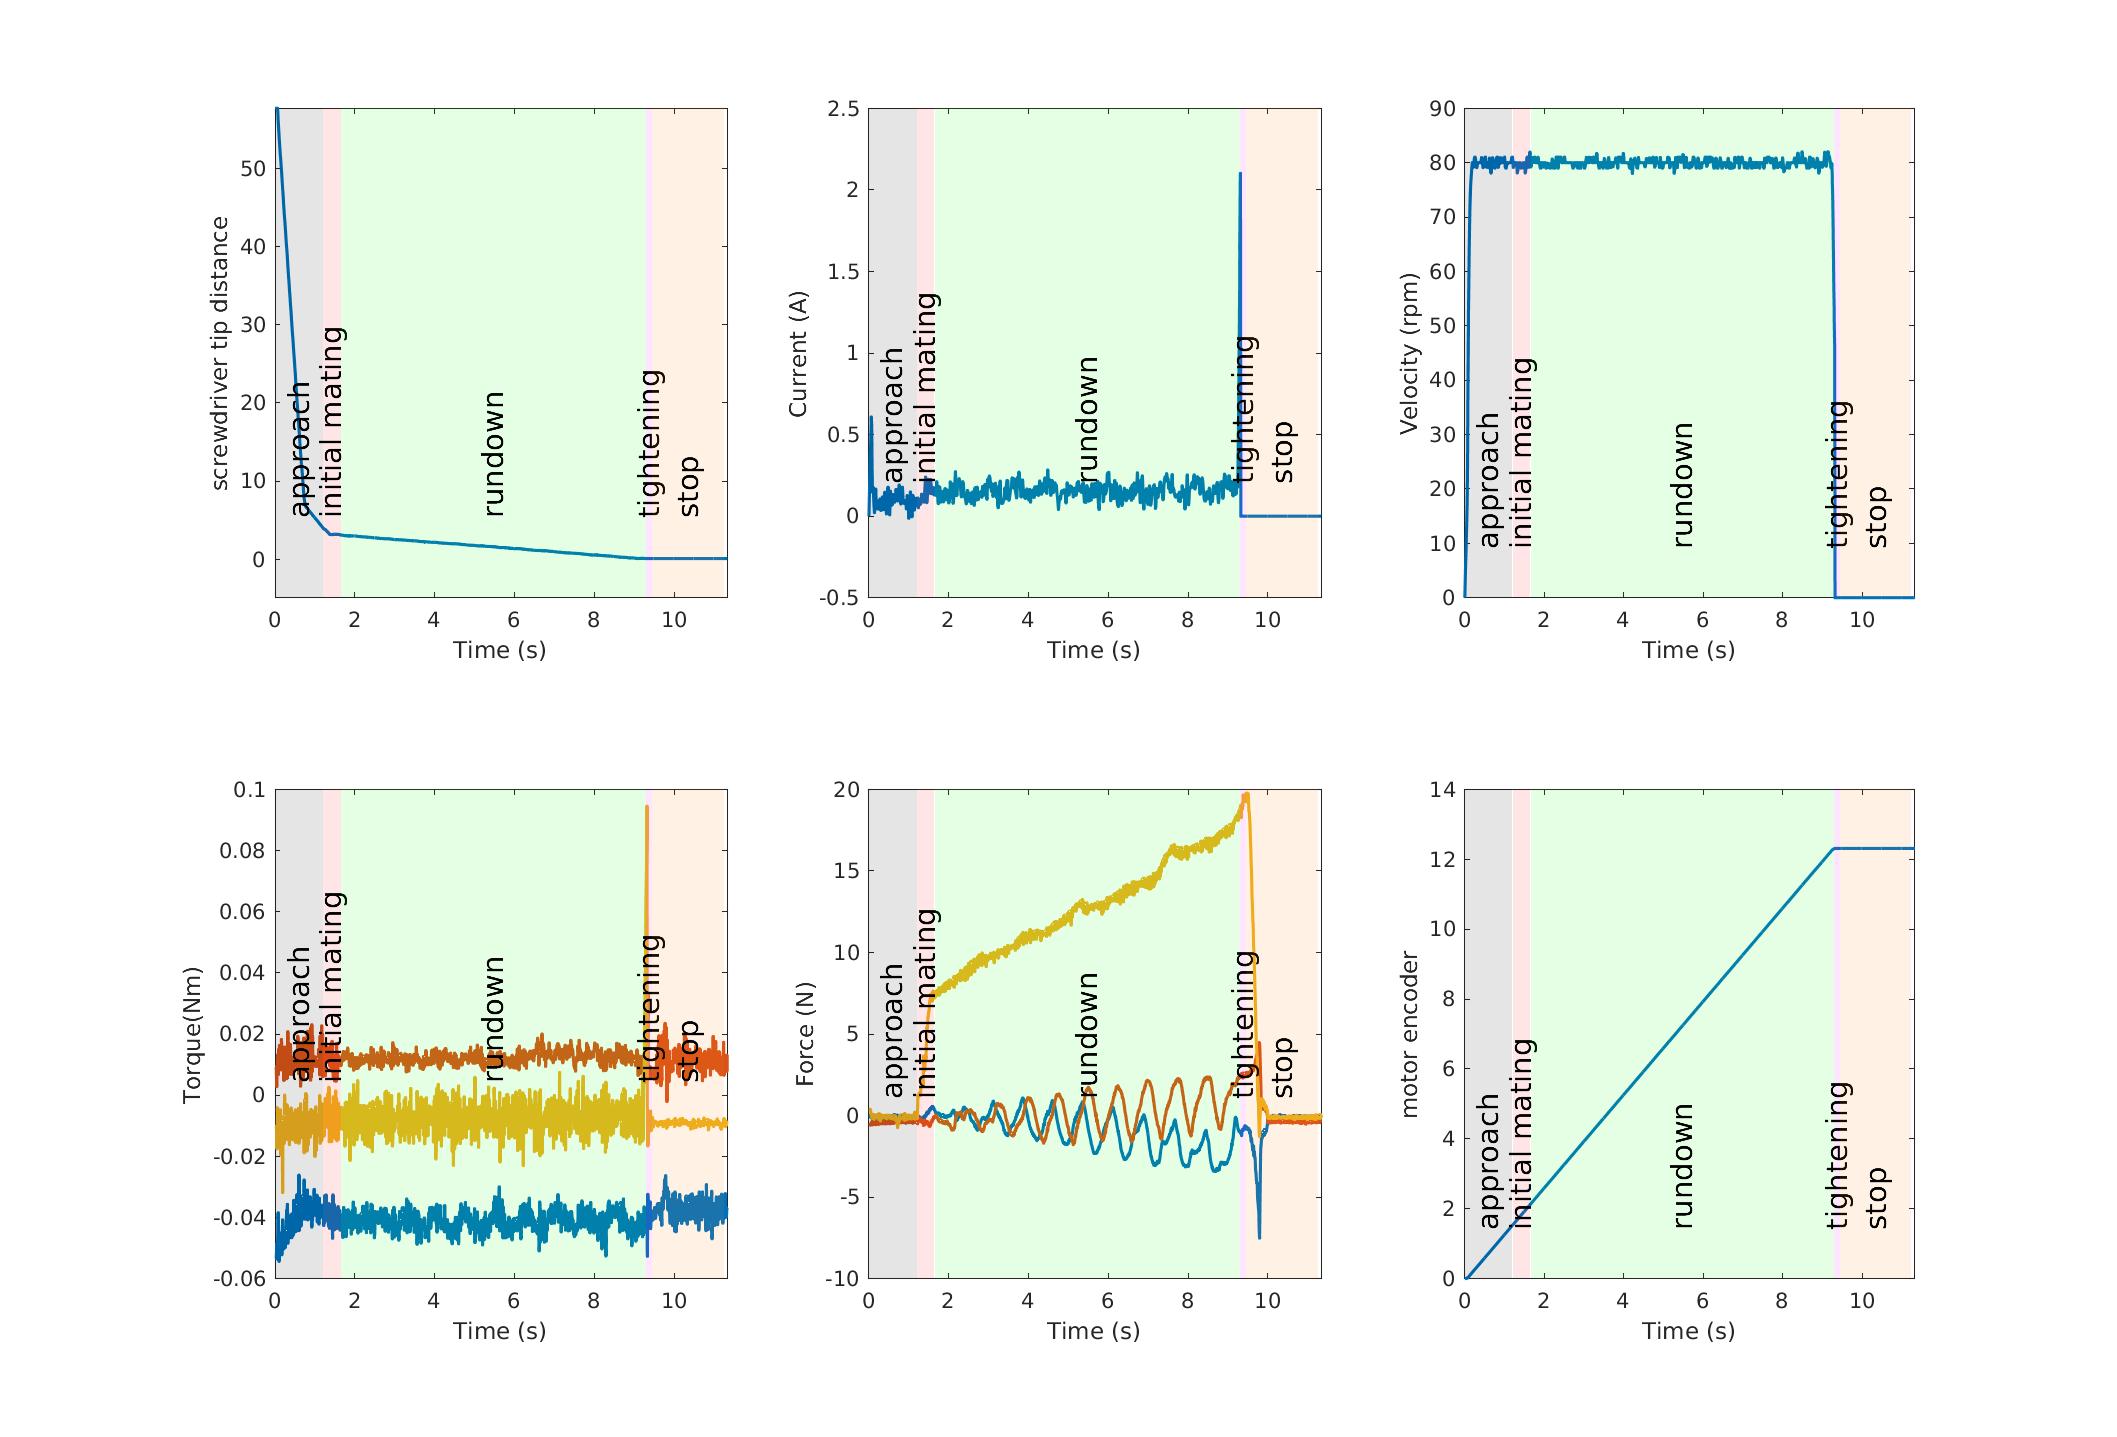 screwdriver tip distance
50
40
30
20
10
0
approach
initial mating
rundown
tightening
stop
0 2 4 6 8 10
Time (s)
Current (A)
2.5
2
1.5
1
0.5
0
-0.5
approach
initial mating
rundown
tightening
stop
0 2 4 6 8 10
Time (s)
Velocity (rpm)
90
80
70
60
50
40
30
20
10
0
approach
initial mating
rundown
tightening
stop
0 2 4 6 8 10
Time (s)
Torque(Nm)
0.1
0.08
0.06
0.04
0.02
0
-0.02
-0.04
-0.06
approach
initial mating
rundown
tightening
stop
0 2 4 6 8 10
Time (s)
Force (N)
20
15
10
5
0
-5
-10
approach
initial mating
rundown
tightening
stop
0 2 4 6 8 10
Time (s)
motor encoder
14
12
10
8
6
4
2
0
approach
initial mating
rundown
tightening
stop
0 2 4 6 8 10
Time (s)